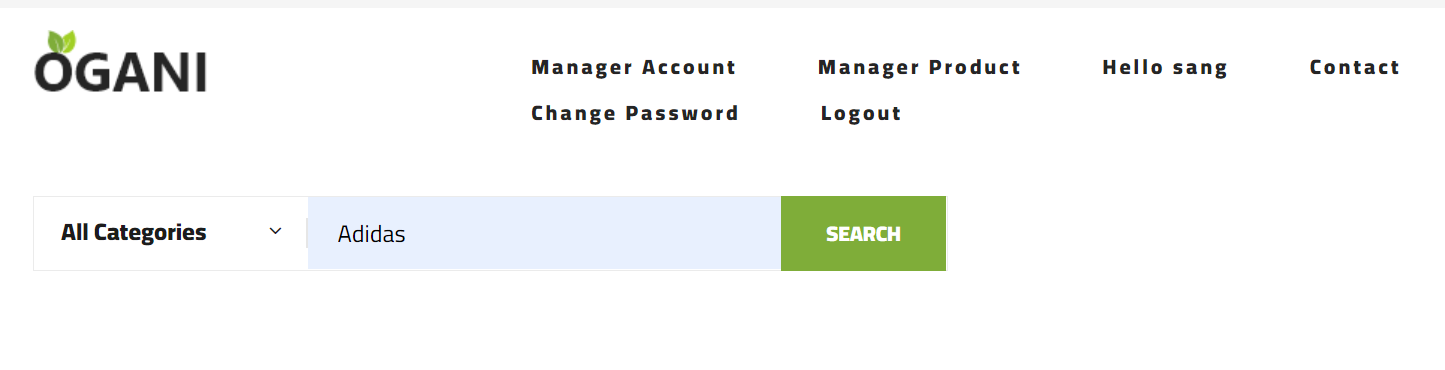 OGANI
Manager Account Manager Product Hello sang Contact
Change Password Logout
All Categories Adidas SEARCH